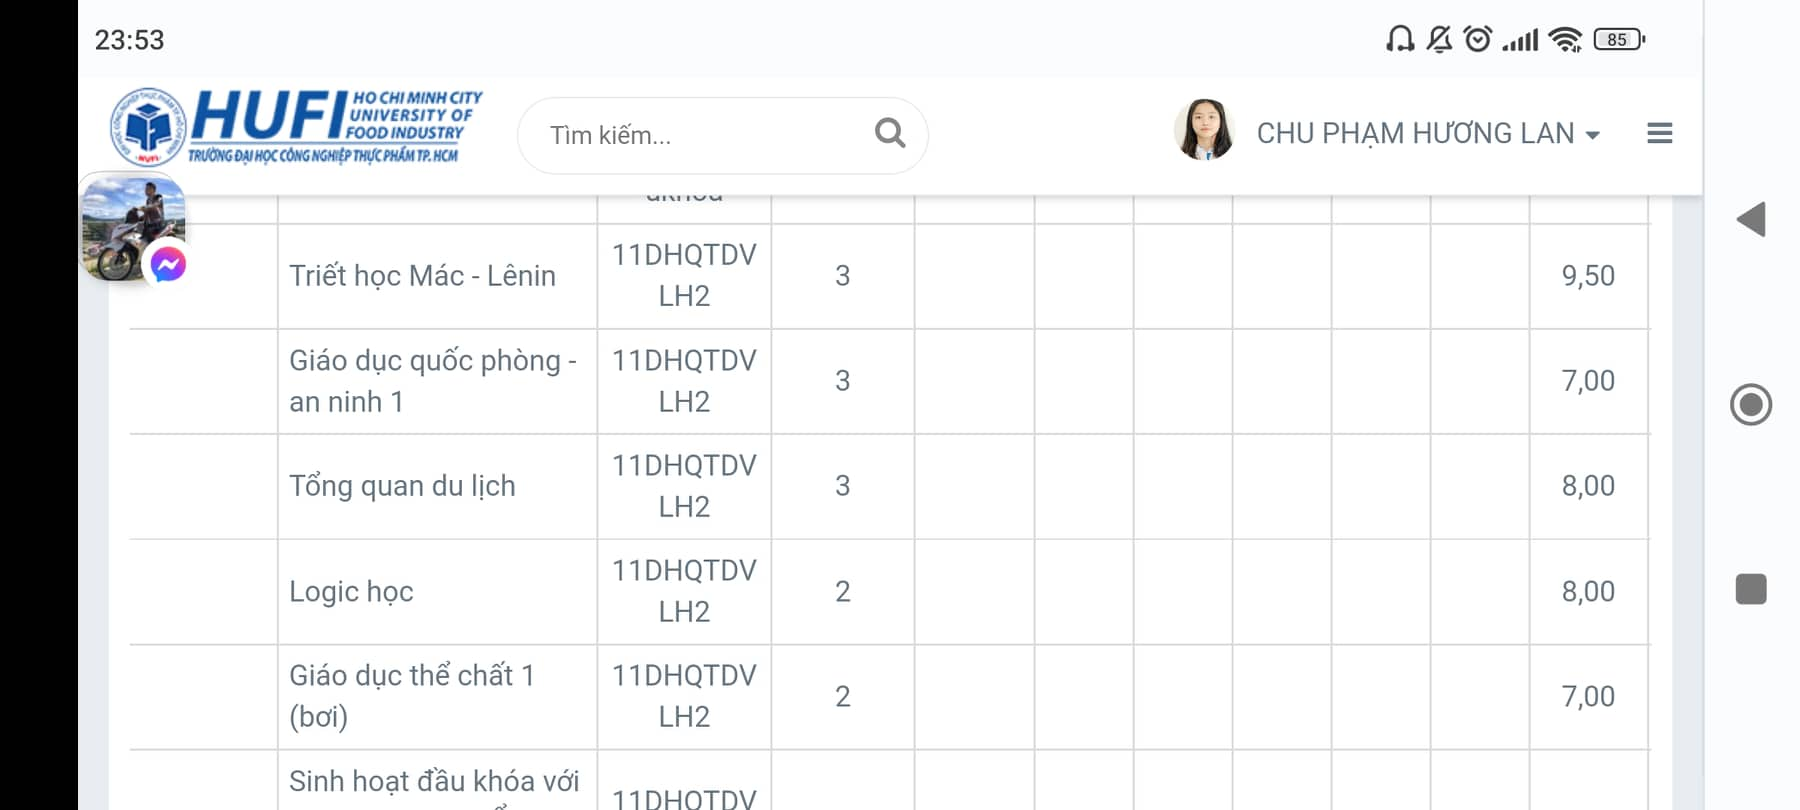 23:53
85
HUFI
HO CHI MINH CITY
UNIVERSITY OF
FOOD INDUSTRY
TRƯỜNG ĐẠI HỌC CÔNG NGHIỆP THỰC PHẨM TP. HCM
Tìm kiếm...
CHU PHẠM HƯƠNG LAN
Triết học Mác - Lênin
11DHQTDV
LH2
3
9,50
Giáo dục quốc phòng -
an ninh 1
11DHQTDV
LH2
3
7,00
Tổng quan du lịch
11DHQTDV
LH2
3
8,00
Logic học
11DHQTDV
LH2
2
8,00
Giáo dục thể chất 1
(bơi)
11DHQTDV
LH2
2
7,00
Sinh hoạt đầu khóa với
11DHQTDV